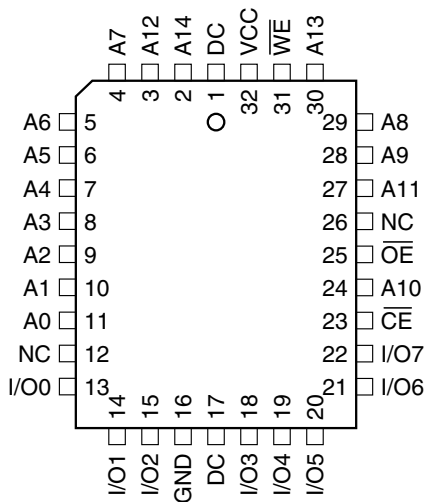 A7 A12 A14 DC VCC WE A13
4 3 2 1 32 31 30
A6 5 29 A8
A5 6 28 A9
A4 7 27 A11
A3 8 26 NC
A2 9 25 OE
A1 10 24 A10
A0 11 23 CE
NC 12 22 I/O7
I/O0 13 21 I/O6
14 15 16 17 18 19 20
I/O1 I/O2 GND DC I/O3 I/O4 I/O5